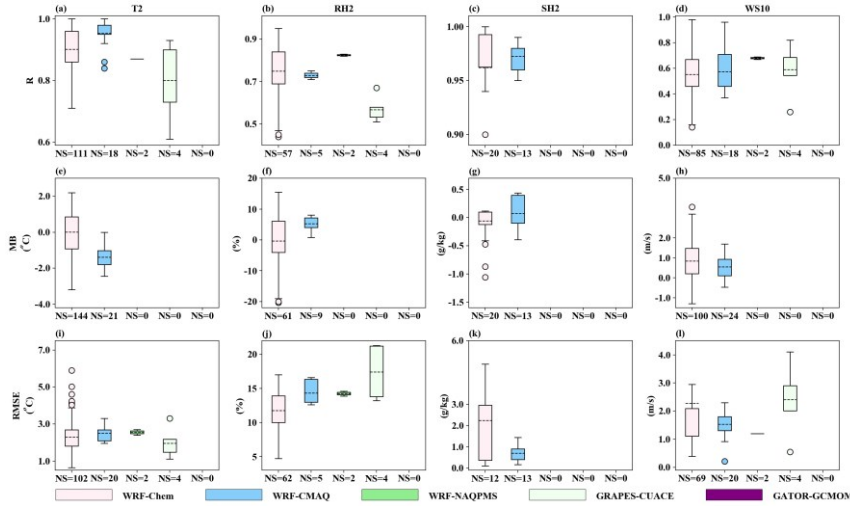 (a) T2 (b) RH2 (c) SH2 (d) WS10
R
1.0
0.8
0.6
0.9
0.7
0.5
1.00
0.95
0.90
1.0
0.8
0.6
0.4
0.2
0.0
NS=111 NS=18 NS=2 NS=4 NS=0
NS=57 NS=5 NS=2 NS=4 NS=0
NS=20 NS=13 NS=0 NS=0 NS=0
NS=85 NS=18 NS=2 NS=4 NS=0
(e) (f) (g) (h)
MB
(°C)
2.0
0.0
-2.0
-4.0
(%)
20
10
0
-10
-20
(g/kg)
0.5
0.0
-0.5
-1.0
-1.5
(m/s)
5.0
3.0
1.0
0.0
-1.0
NS=144 NS=21 NS=0 NS=0 NS=0
NS=61 NS=9 NS=0 NS=0 NS=0
NS=20 NS=13 NS=0 NS=0 NS=0
NS=100 NS=24 NS=0 NS=0 NS=0
(i) (j) (k) (l)
RMSE
(°C)
7.0
5.0
3.0
1.0
(%)
20
15
10
5
(g/kg)
6.0
3.0
2.0
1.0
0.0
(m/s)
4.0
3.0
2.0
1.0
0.0
NS=102 NS=20 NS=2 NS=4 NS=0
NS=62 NS=5 NS=2 NS=4 NS=0
NS=12 NS=13 NS=0 NS=0 NS=0
NS=69 NS=20 NS=2 NS=4 NS=0
WRF-Chem WRF-CMAQ WRF-NAQPMS GRAPES-CUACE GATOR-GCMOM